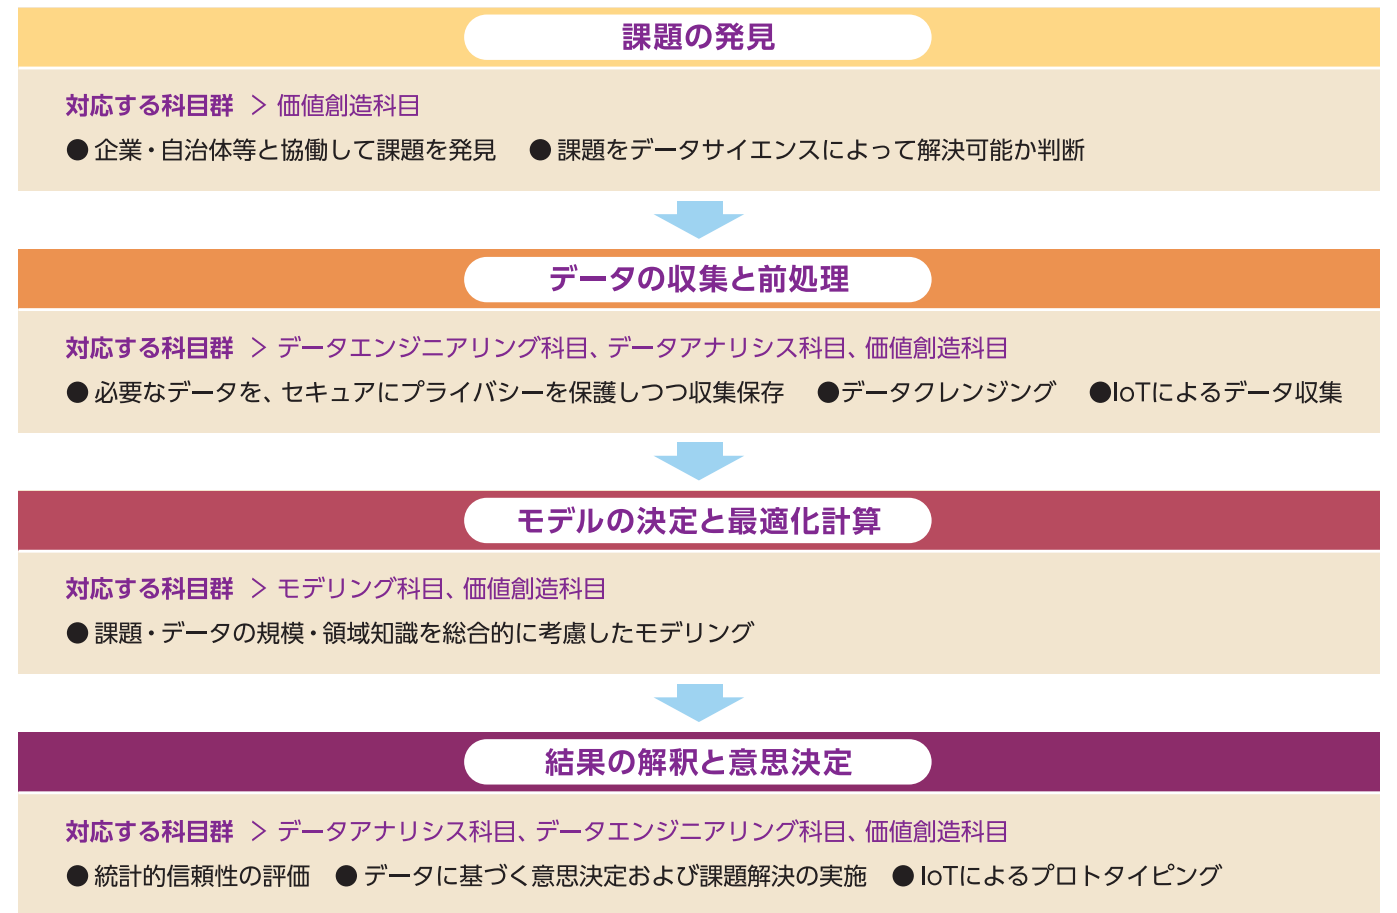 課題の発見
対応する科目群 > 価値創造科目
●企業・自治体等と協働して課題を発見 ●課題をデータサイエンスによって解決可能か判断
データの収集と前処理
対応する科目群 > データエンジニアリング科目、データアナリシス科目、価値創造科目
●必要なデータを、セキュアにプライバシーを保護しつつ収集保存 ●データクレンジング ●IoTによるデータ収集
モデルの決定と最適化計算
対応する科目群 > モデリング科目、価値創造科目
●課題・データの規模・領域知識を総合的に考慮したモデリング
結果の解釈と意思決定
対応する科目群 > データアナリシス科目、データエンジニアリング科目、価値創造科目
●統計的信頼性の評価 ●データに基づく意思決定および課題解決の実施 ●IoTによるプロトタイピング